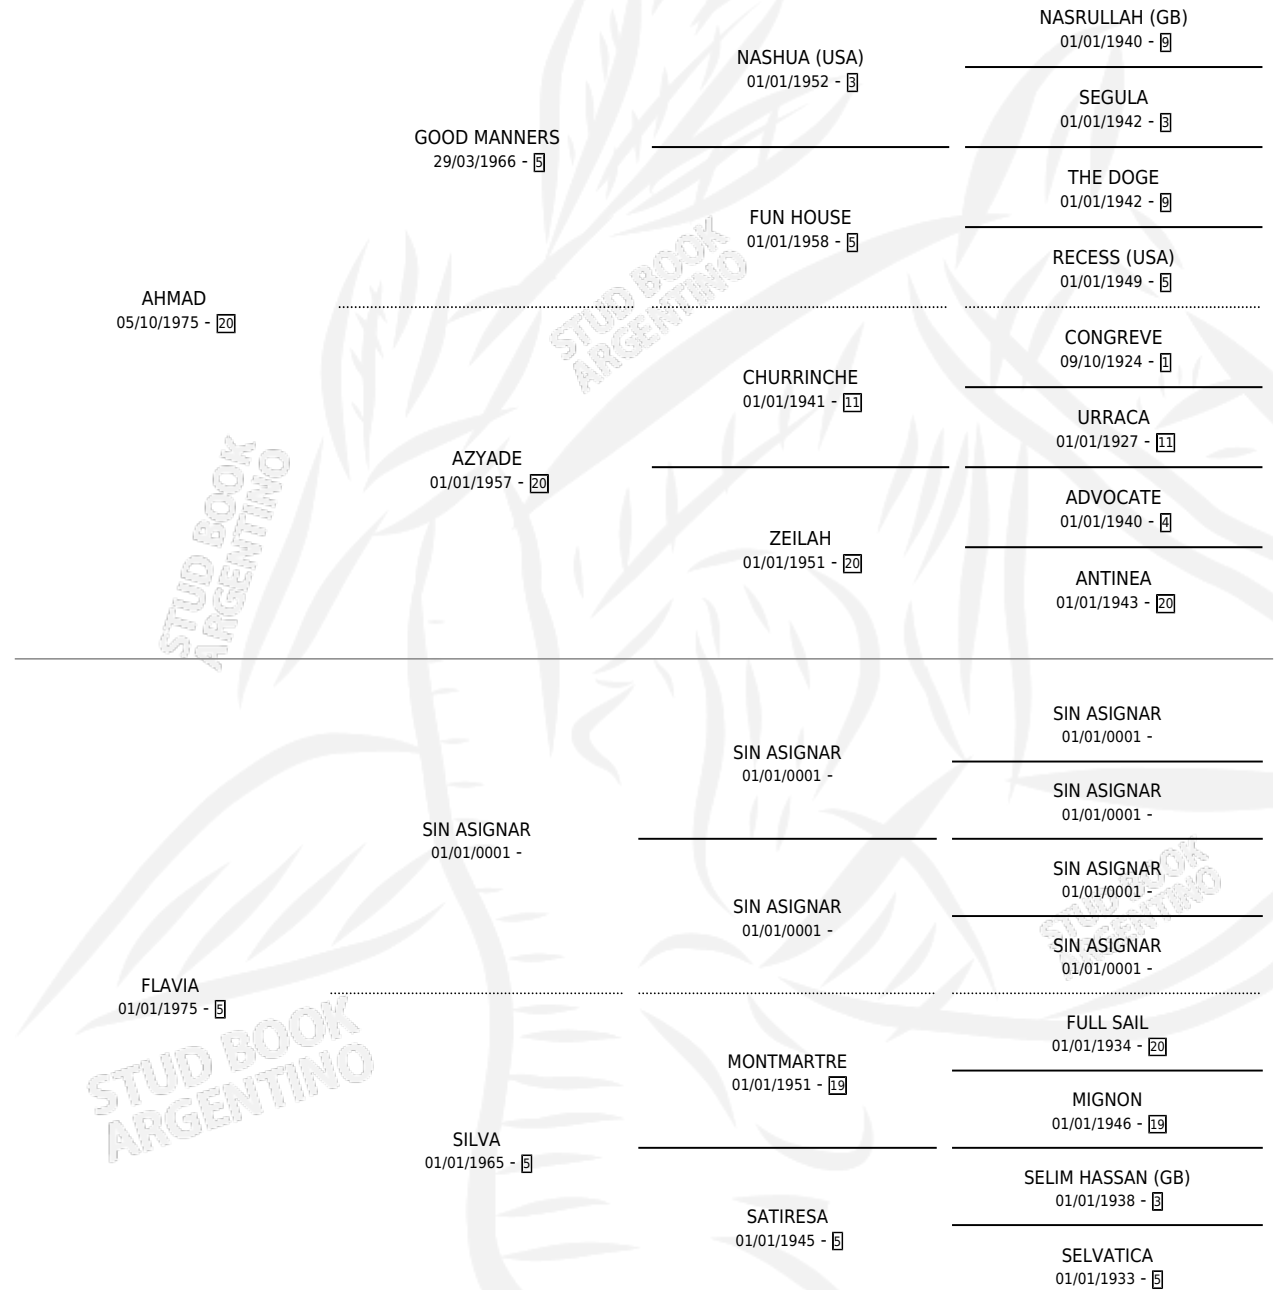 NASRULLAH (GB)
01/01/1940 - 9
NASHUA (USA)
01/01/1952 - 3
SEGULA
01/01/1942 - 3
GOOD MANNERS
29/03/1966 - 5
THE DOGE
01/01/1942 - 9
FUN HOUSE
01/01/1958 - 5
RECESS (USA)
01/01/1949 - 5
AHMAD
05/10/1975 - 20
CONGREVE
09/10/1924 - 1
CHURRINCHE
01/01/1941 - 11
URRACA
01/01/1927 - 11
AZYADE
01/01/1957 - 20
ADVOCATE
01/01/1940 - 4
ZEILAH
01/01/1951 - 20
ANTINEA
01/01/1943 - 20
STUD BOOK
ARGENTINO
STUD BOOK
ARGENTINO
SIN ASIGNAR
01/01/0001 -
SIN ASIGNAR
01/01/0001 -
SIN ASIGNAR
01/01/0001 -
SIN ASIGNAR
01/01/0001 -
SIN ASIGNAR
01/01/0001 -
SIN ASIGNAR
01/01/0001 -
SIN ASIGNAR
01/01/0001 -
STUD BOOK
ARGENTINO
FLAVIA
01/01/1975 - 5
FULL SAIL
01/01/1934 - 20
MONTMARTRE
01/01/1951 - 19
MIGNON
01/01/1946 - 19
SILVA
01/01/1965 - 5
SELIM HASSAN (GB)
01/01/1938 - 3
SATIRESA
01/01/1945 - 5
SELVATICA
01/01/1933 - 5
STUD BOOK
ARGENTINO